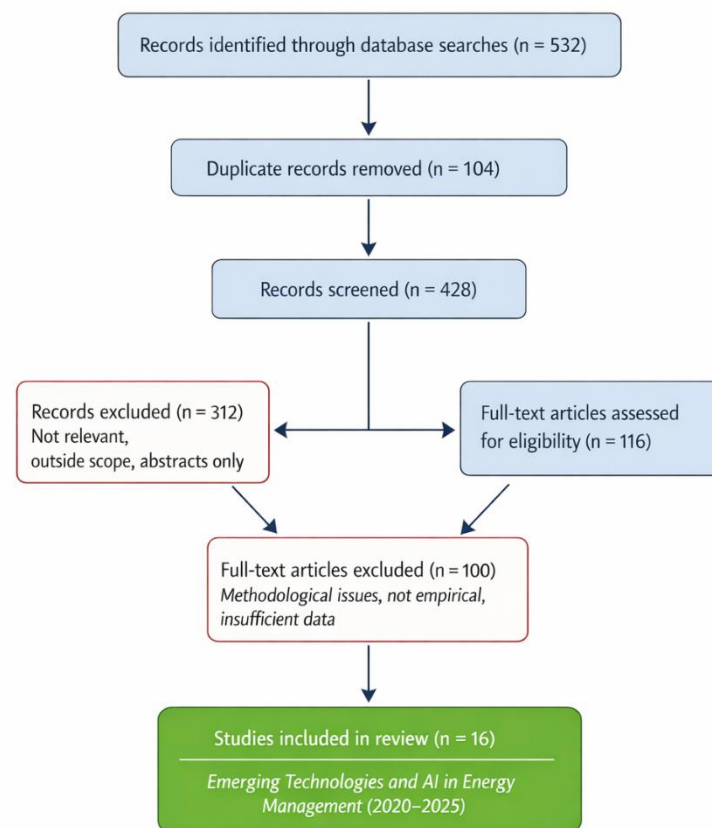 Records identified through database searches (n = 532)
Duplicate records removed (n = 104)
Records screened (n = 428)
Records excluded (n = 312)
Not relevant,
outside scope, abstracts only
Full-text articles assessed
for eligibility (n = 116)
Full-text articles excluded (n = 100)
Methodological issues, not empirical,
insufficient data
Studies included in review (n = 16)
Emerging Technologies and AI in Energy
Management (2020–2025)